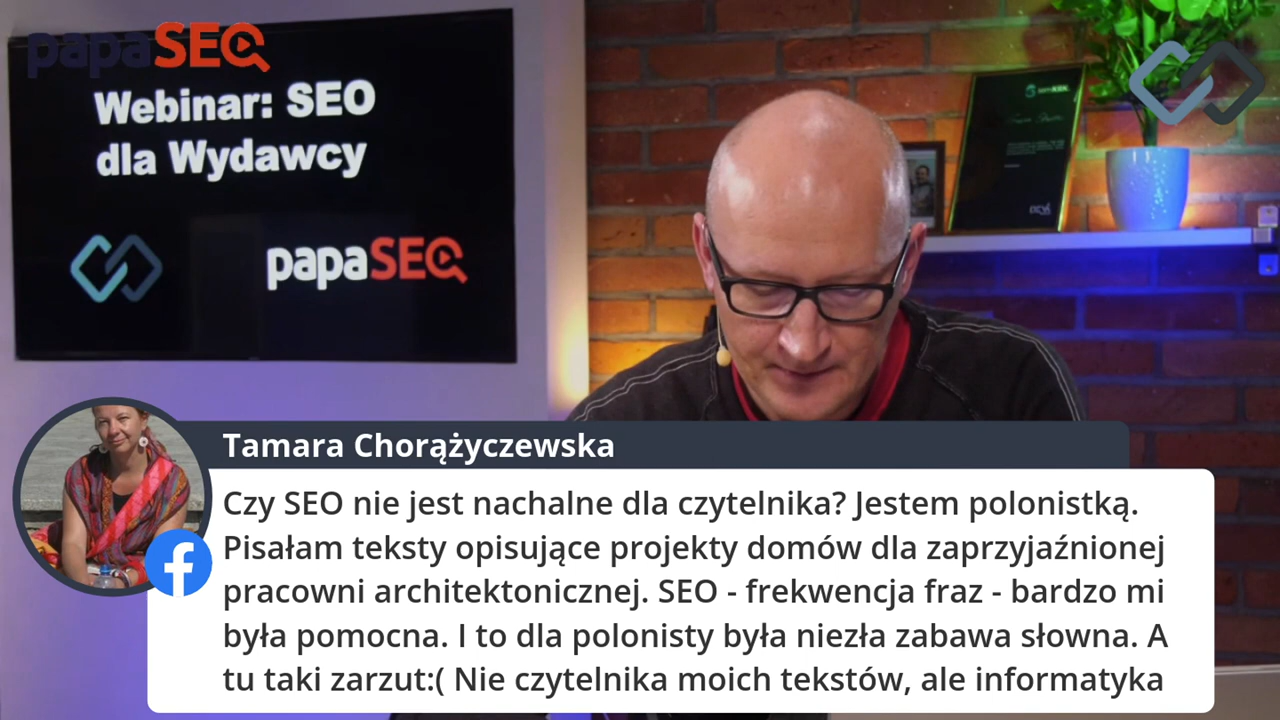 papaSEO
Webinar: SEO
dla Wydawcy
papaSEO
Tamara Chorążyczewska
Czy SEO nie jest nachalne dla czytelnika? Jestem polonistką.
Pisałam teksty opisujące projekty domów dla zaprzyjaźnionej
pracowni architektonicznej. SEO - frekwencja fraz - bardzo mi
była pomocna. I to dla polonisty była niezła zabawa słowna. A
tu taki zarzut:( Nie czytelnika moich tekstów, ale informatyka